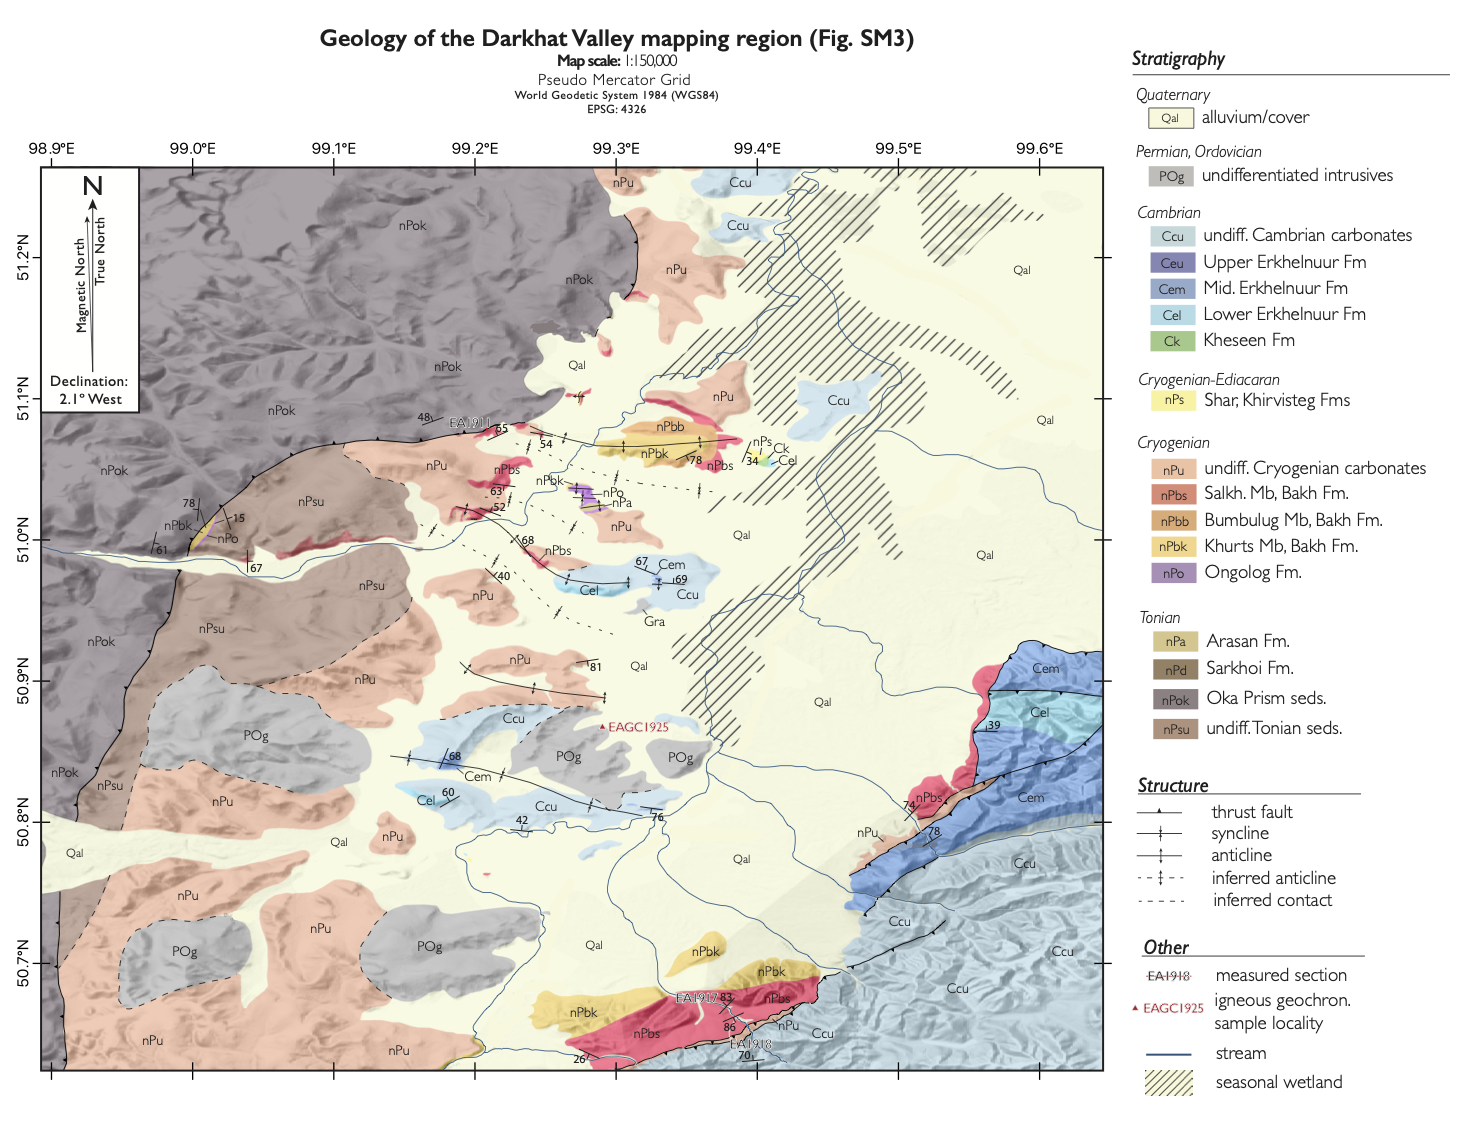 Geology of the Darkhat Valley mapping region (Fig. SM3)
Map scale: 1:150,000
Pseudo Mercator Grid
World Geodetic System 1984 (WGS84)
EPSG: 4326
98.9°E 99.0°E 99.1°E 99.2°E 99.3°E 99.4°E 99.5°E 99.6°E
51.2°N
51.1°N
51.0°N
50.9°N
50.8°N
50.7°N
N
Magnetic North
True North
Declination:
2.1° West
nPu Ccu
nPok Ccu
nPok nPu Qal
nPok Qal
nPok nPu Ccu Qal
48 EA1911 65
54 nPbb
nPbk 78 nPbs
nPs Ck
34 Cel
nPok nPu nPbs
63 52
nPbk nPo
nPa
nPu
nPsu
78 15
nPbk nPo
61
67
68 nPbs Qal Qal
67 Cem
69
Cel Ccu
40
nPsu nPu Gra
nPsu
nPok
nPu 81 Qal
nPu Qal Cem
Cel
39
Ccu
EAGC1925
POg 68 POg POg
Cem
nPok
nPsu
nPu Cel 60 Ccu
42 76
nPbs Cem
74
nPu 78
Qal Qal nPu Qal Ccu
nPu
nPu Ccu
POg POg Qal nPbk Ccu
nPbk Ccu
EA1917 83 nPbs
nPbk
nPbs 86 nPu Ccu
EA1918
70
26
nPu nPu
Stratigraphy
Quaternary
Qal alluvium/cover
Permian, Ordovician
POg undifferentiated intrusives
Cambrian
Ccu undiff. Cambrian carbonates
Ceu Upper Erkhelnuur Fm
Cem Mid. Erkhelnuur Fm
Cel Lower Erkhelnuur Fm
Ck Kheseen Fm
Cryogenian-Ediacaran
nPs Shar, Khirvisteg Fms
Cryogenian
nPu undiff. Cryogenian carbonates
nPbs Salkh. Mb, Bakh Fm.
nPbb Bumbulug Mb, Bakh Fm.
nPbk Khurts Mb, Bakh Fm.
nPo Ongolog Fm.
Tonian
nPa Arasan Fm.
nPd Sarkhoi Fm.
nPok Oka Prism seds.
nPsu undiff. Tonian seds.
Structure
thrust fault
syncline
anticline
inferred anticline
inferred contact
Other
EA1918 measured section
EAGC1925 igneous geochron.
sample locality
stream
seasonal wetland